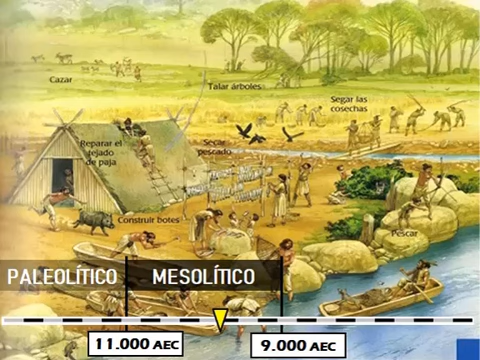 Cazar
Talar árboles
Segar las
cosechas
Reparar el
tejado
de paja
Secar
pescado
Construir botes
Pescar
PALEOLÍTICO
MESOLÍTICO
11.000 AEC
9.000 AEC